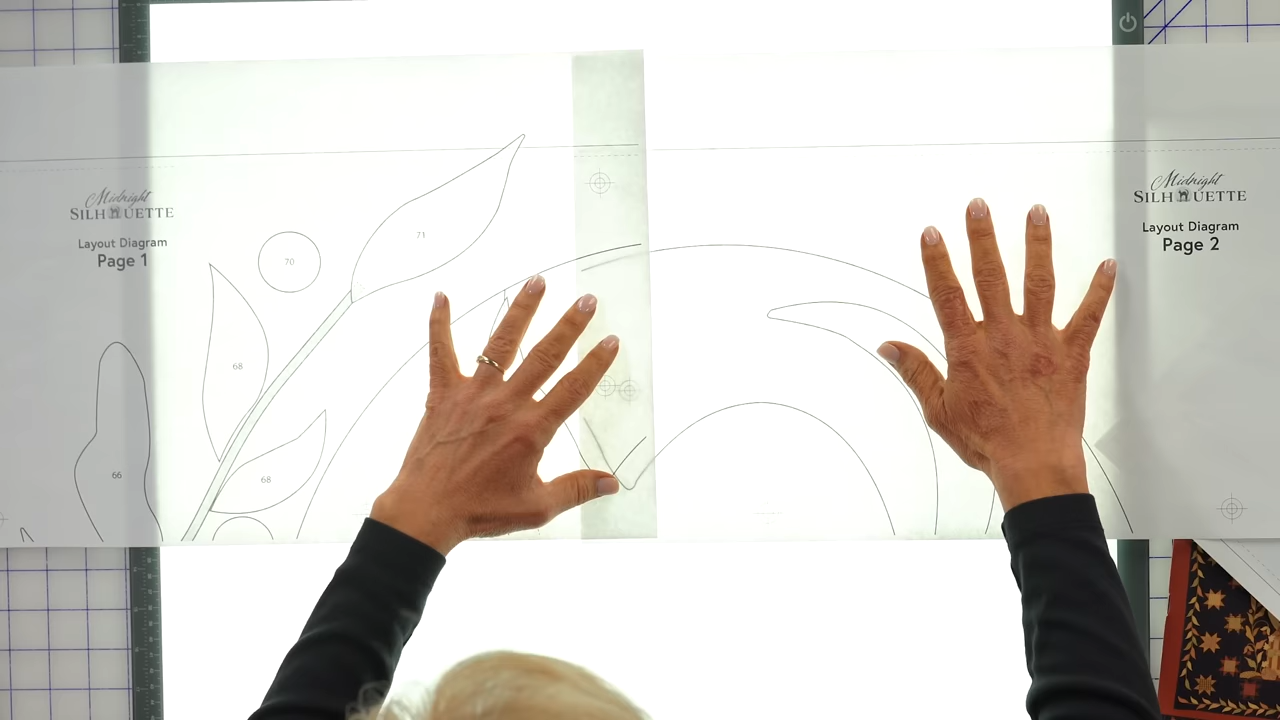 Midnight
SILHOUETTE
Layout Diagram
Page 1
71
70
68
68
66
Midnight
SILHOUETTE
Layout Diagram
Page 2